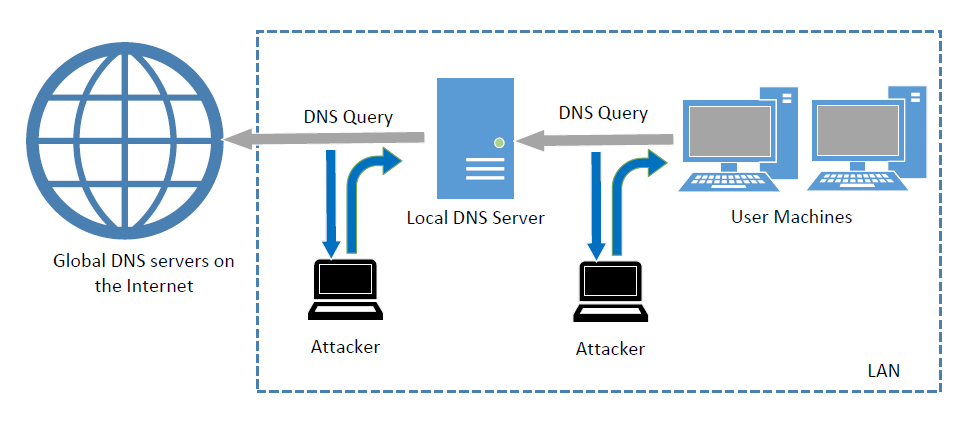 DNS Query
DNS Query
Local DNS Server
User Machines
Global DNS servers on
the Internet
Attacker
Attacker
LAN